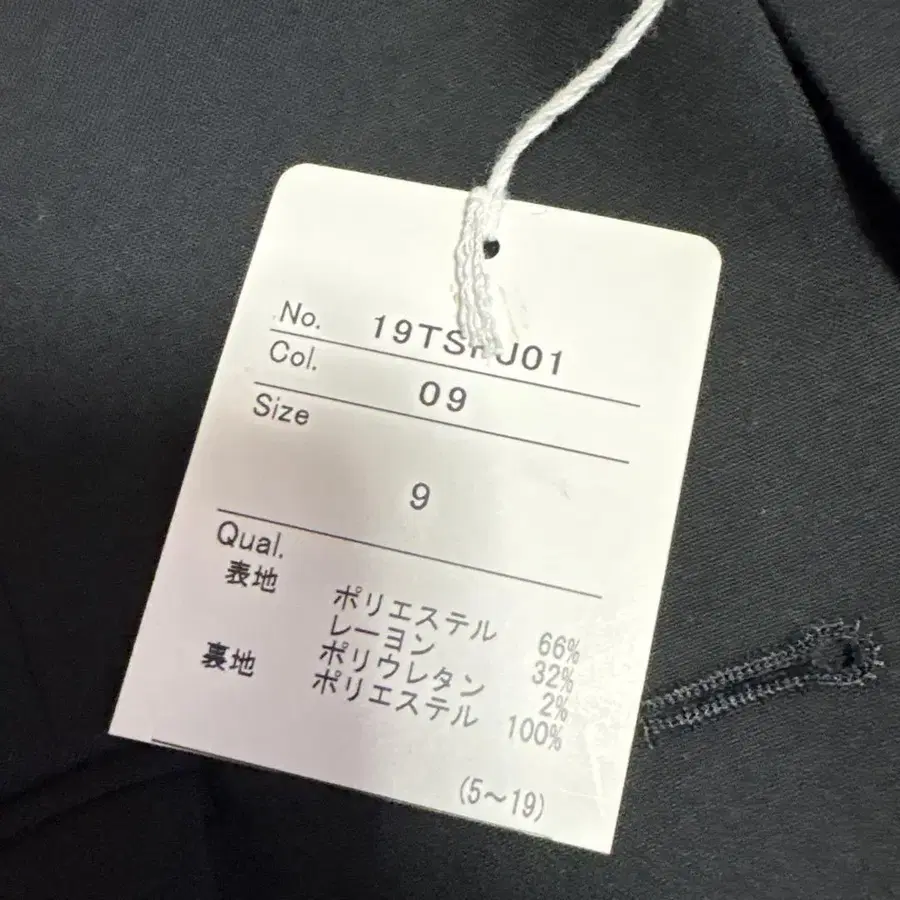 No.
Col. 09
Size
9
Qual.
表地 ポリエステル 66%
レーヨン 32%
ポリウレタン 2%
裏地 ポリエステル 100%
(5～19)